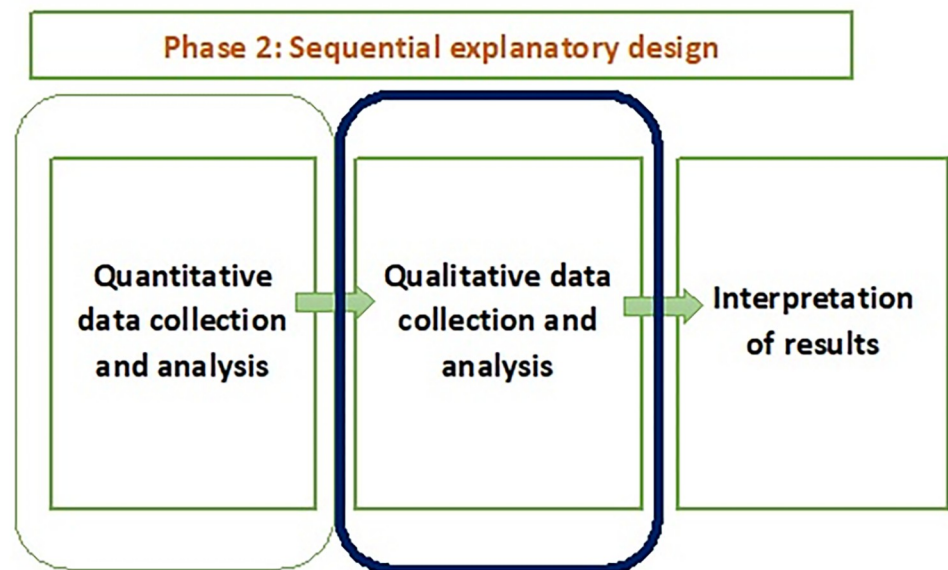 Phase 2: Sequential explanatory design
Quantitative
data collection
and analysis
Qualitative data
collection and
analysis
Interpretation
of results